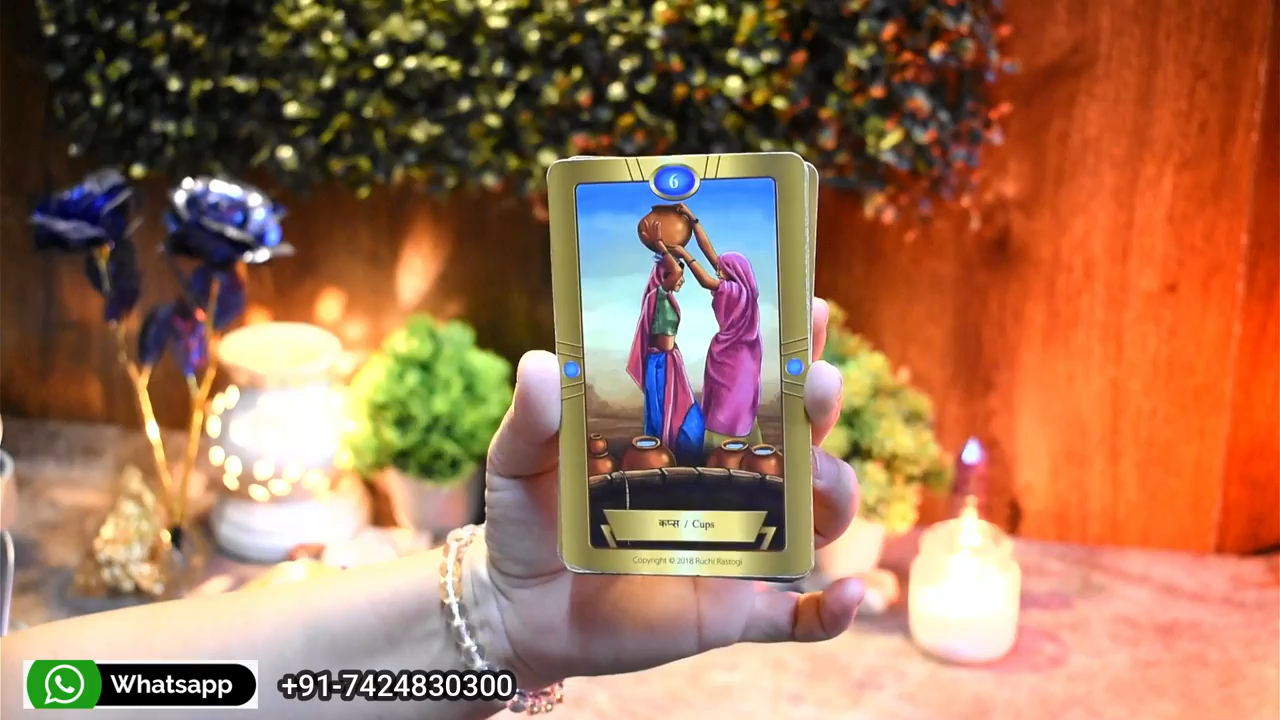 6
कप्स / Cups
Copyright © 2018 Ruchi Rastogi
Whatsapp
+91-7424830300